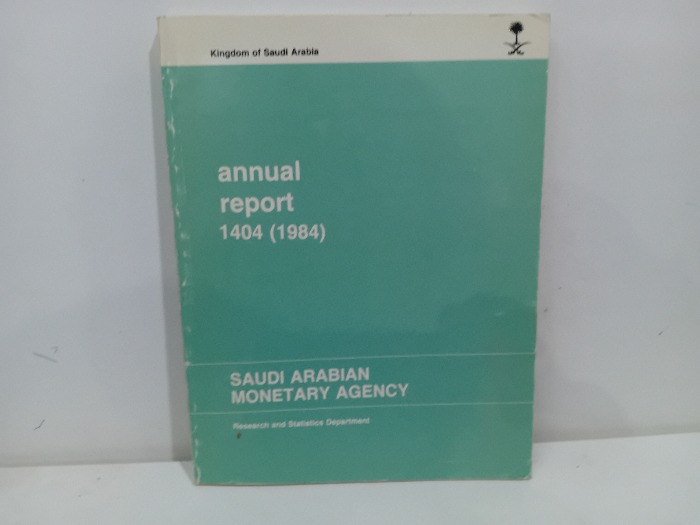 Kingdom of Saudi Arabia
annual
report
1404 (1984)
SAUDI ARABIAN
MONETARY AGENCY
Research and Statistics Department